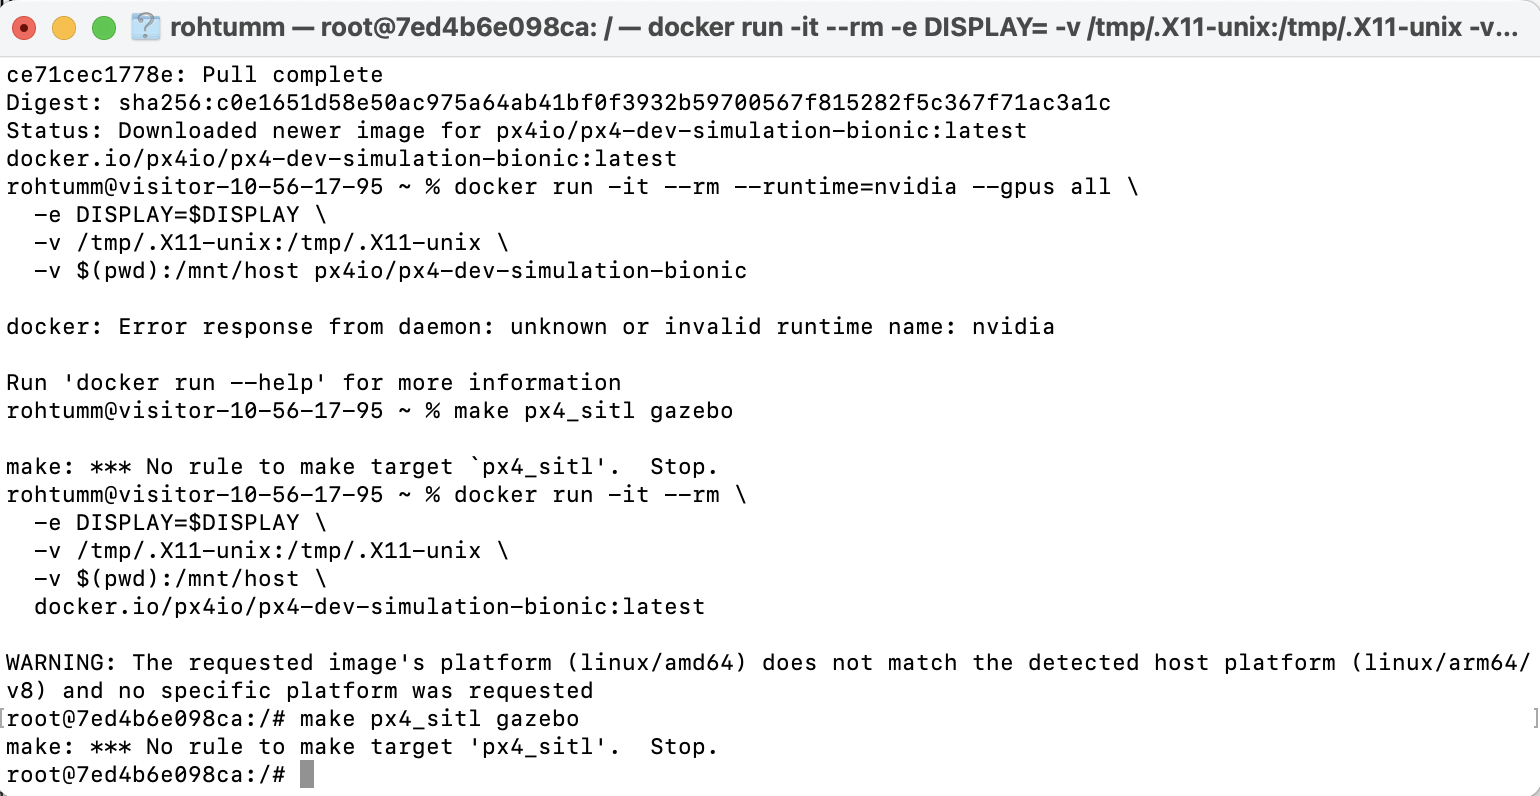 rohtumm — root@7ed4b6e098ca: / — docker run -it --rm -e DISPLAY= -v /tmp/.X11-unix:/tmp/.X11-unix -v...
ce71cec1778e: Pull complete
Digest: sha256:c0e1651d58e50ac975a64ab41bf0f3932b59700567f815282f5c367f71ac3a1c
Status: Downloaded newer image for px4io/px4-dev-simulation-bionic:latest
docker.io/px4io/px4-dev-simulation-bionic:latest
rohtumm@visitor-10-56-17-95 ~ % docker run -it --rm --runtime=nvidia --gpus all \
  -e DISPLAY=$DISPLAY \
  -v /tmp/.X11-unix:/tmp/.X11-unix \
  -v $(pwd):/mnt/host px4io/px4-dev-simulation-bionic
docker: Error response from daemon: unknown or invalid runtime name: nvidia
Run 'docker run --help' for more information
rohtumm@visitor-10-56-17-95 ~ % make px4_sitl gazebo
make: *** No rule to make target `px4_sitl'.  Stop.
rohtumm@visitor-10-56-17-95 ~ % docker run -it --rm \
  -e DISPLAY=$DISPLAY \
  -v /tmp/.X11-unix:/tmp/.X11-unix \
  -v $(pwd):/mnt/host \
  docker.io/px4io/px4-dev-simulation-bionic:latest
WARNING: The requested image's platform (linux/amd64) does not match the detected host platform (linux/arm64/
v8) and no specific platform was requested
[root@7ed4b6e098ca:/# make px4_sitl gazebo ]
make: *** No rule to make target 'px4_sitl'.  Stop.
root@7ed4b6e098ca:/#